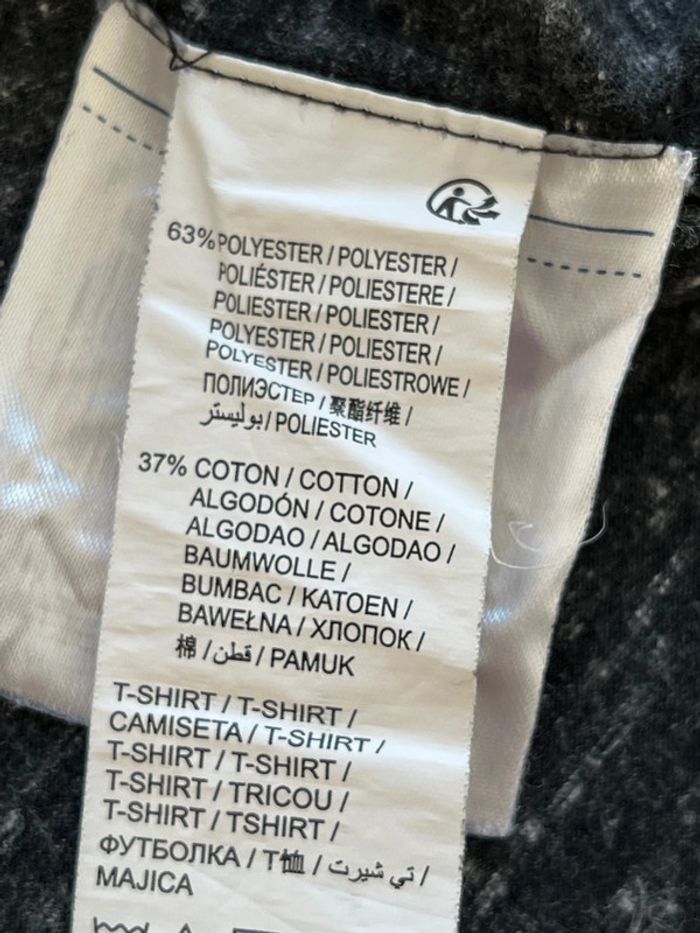 63% POLYESTER / POLYESTER /
POLIÉSTER / POLIESTERE /
POLIESTER / POLIESTER /
POLYESTER / POLIESTER /
POLYESTER / POLIESTROWE /
ПОЛИЭСТЕР / 聚酯纤维 /
بوليستر / POLIESTER
37% COTON / COTTON /
ALGODÓN / COTONE /
ALGODAO / ALGODAO /
BAUMWOLLE /
BUMBAC / KATOEN /
BAWEŁNA / ХЛОПОК /
棉 / قطن / PAMUK
T-SHIRT / T-SHIRT /
CAMISETA / T-SHIRT /
T-SHIRT / T-SHIRT /
T-SHIRT / TRICOU /
T-SHIRT / TSHIRT /
ФУТБОЛКА / T恤 / تي شيرت /
MAJICA